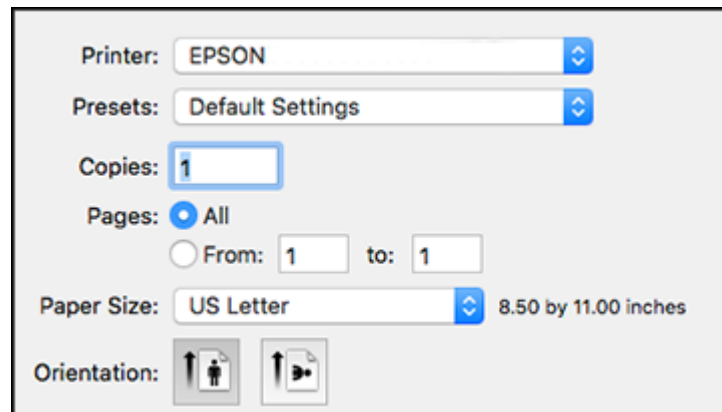 Printer: EPSON
Presets: Default Settings
Copies: 1
Pages: All
From: 1 to: 1
Paper Size: US Letter 8.50 by 11.00 inches
Orientation: